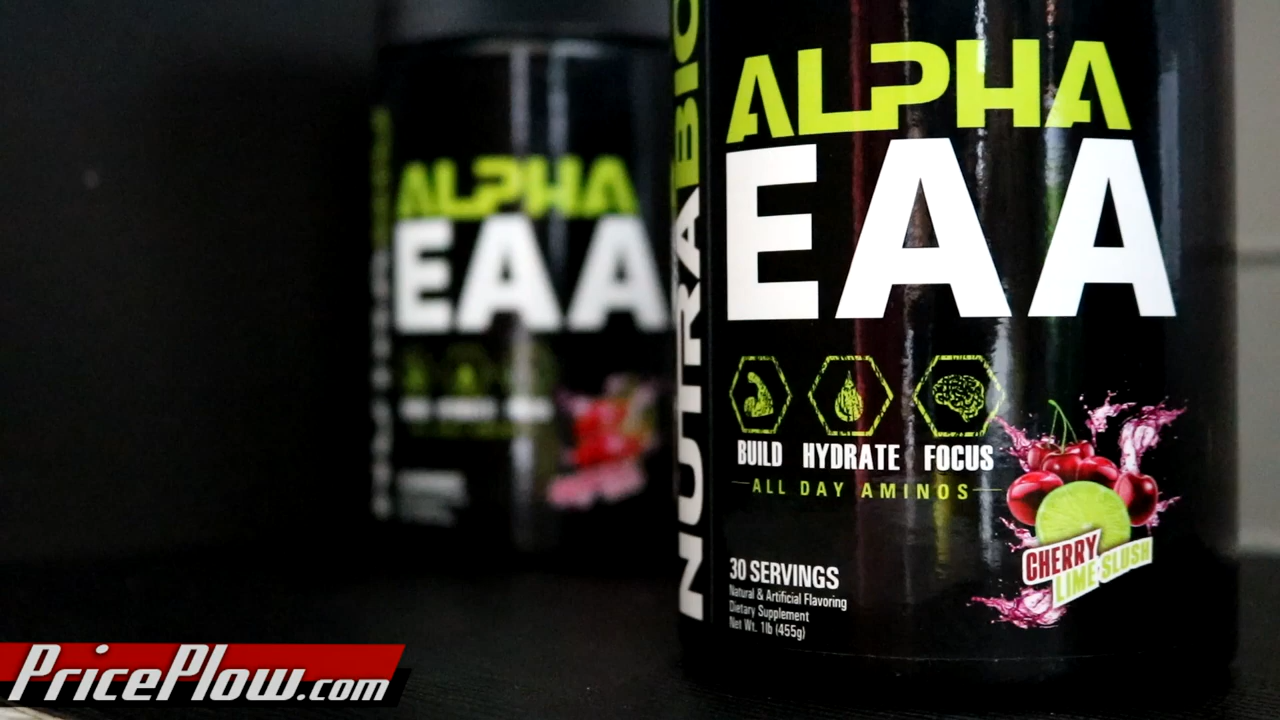 ALPHA
EAA
NUTRABIO
ALPHA
EAA
BUILD HYDRATE FOCUS
ALL DAY AMINOS
CHERRY
LIME SLUSH
30 SERVINGS
Natural & Artificial Flavoring
Dietary Supplement
Net Wt. 1lb (455g)
PricePlow.com